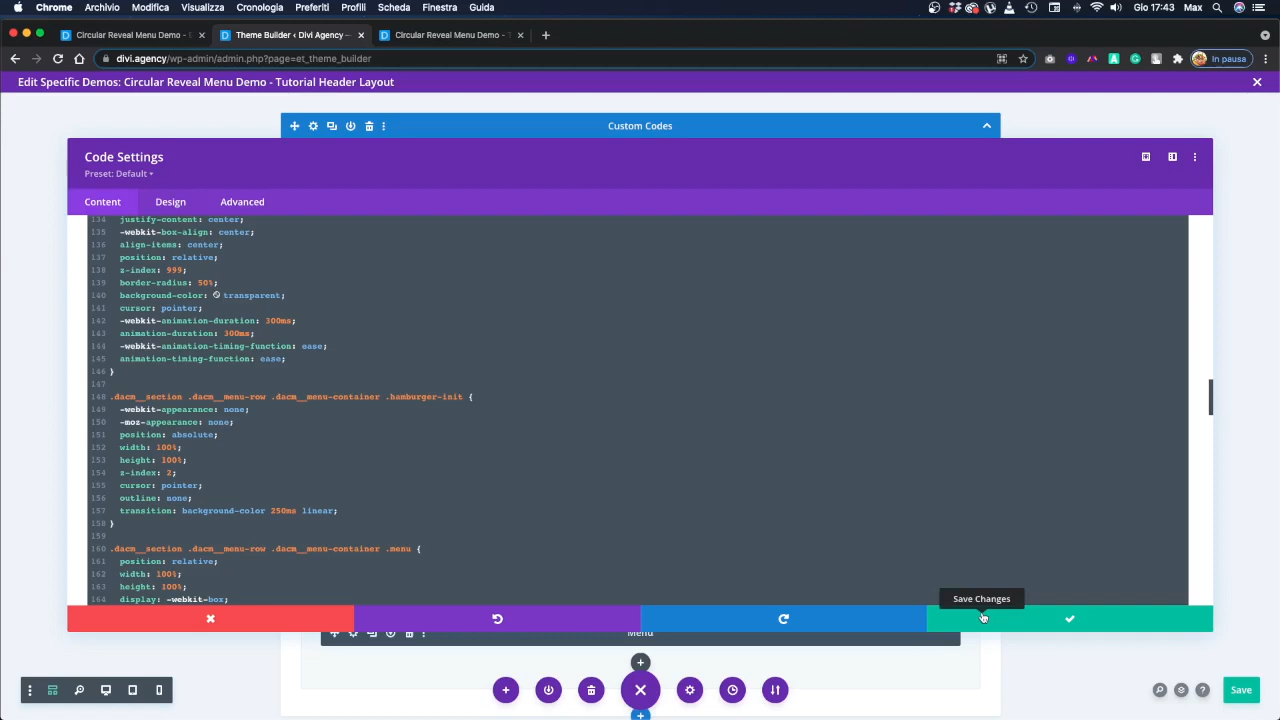 Chrome Archivio Modifica Visualizza Cronologia Preferiti Profili Scheda Finestra Guida Gio 17:43 Max
Circular Reveal Menu Demo - Theme Builder ‹ Divi Agency — Circular Reveal Menu Demo - T
divi.agency/wp-admin/admin.php?page=et_theme_builder In pausa
Edit Specific Demos: Circular Reveal Menu Demo - Tutorial Header Layout
Custom Codes
Code Settings
Preset: Default
Content Design Advanced
134 justify-content: center;
135 -webkit-box-align: center;
136 align-items: center;
137 position: relative;
138 z-index: 999;
139 border-radius: 50%;
140 background-color: transparent;
141 cursor: pointer;
142 -webkit-animation-duration: 300ms;
143 animation-duration: 300ms;
144 -webkit-animation-timing-function: ease;
145 animation-timing-function: ease;
146 }
147
148 .dacm__section .dacm__menu-row .dacm__menu-container .hamburger-init {
149 -webkit-appearance: none;
150 -moz-appearance: none;
151 position: absolute;
152 width: 100%;
153 height: 100%;
154 z-index: 2;
155 cursor: pointer;
156 outline: none;
157 transition: background-color 250ms linear;
158 }
159
160 .dacm__section .dacm__menu-row .dacm__menu-container .menu {
161 position: relative;
162 width: 100%;
163 height: 100%;
164 display: -webkit-box;
Save Changes
Menu
Save